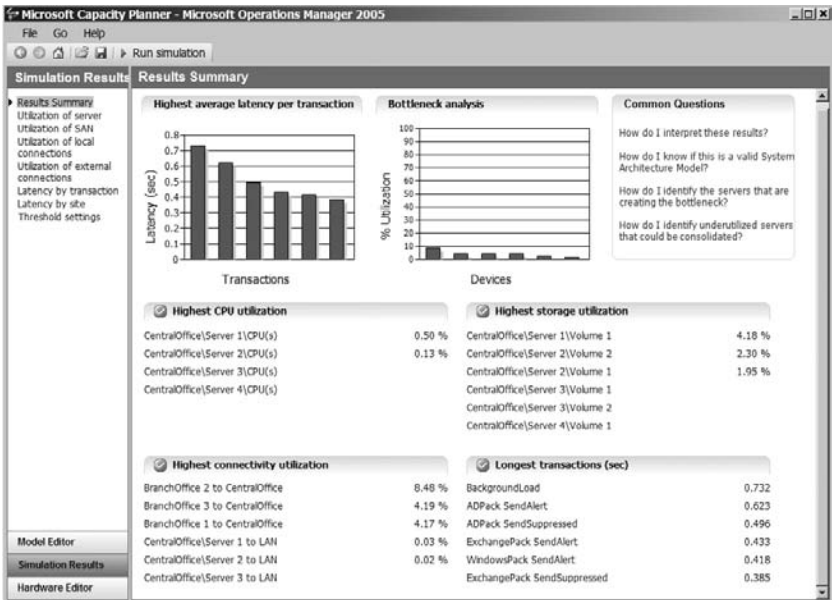 Microsoft Capacity Planner - Microsoft Operations Manager 2005
File Go Help
Run simulation
Simulation Results
Results Summary
Utilization of server
Utilization of SAN
Utilization of local
connections
Utilization of external
connections
Latency by transaction
Latency by site
Threshold settings
Model Editor
Simulation Results
Hardware Editor
Results Summary
Highest average latency per transaction
Latency (sec)
0.8
0.7
0.6
0.5
0.4
0.3
0.2
0.1
0
Transactions
Bottleneck analysis
% Utilization
100
90
80
70
60
50
40
30
20
10
0
Devices
Common Questions
How do I interpret these results?
How do I know if this is a valid System
Architecture Model?
How do I identify the servers that are
creating the bottleneck?
How do I identify underutilized servers
that could be consolidated?
Highest CPU utilization
CentralOffice\Server 1\CPU(s) 0.50 %
CentralOffice\Server 2\CPU(s) 0.13 %
CentralOffice\Server 3\CPU(s)
CentralOffice\Server 4\CPU(s)
Highest storage utilization
CentralOffice\Server 1\Volume 1 4.18 %
CentralOffice\Server 2\Volume 2 2.30 %
CentralOffice\Server 2\Volume 1 1.95 %
CentralOffice\Server 3\Volume 1
CentralOffice\Server 3\Volume 2
CentralOffice\Server 4\Volume 1
Highest connectivity utilization
BranchOffice 2 to CentralOffice 8.48 %
BranchOffice 3 to CentralOffice 4.19 %
BranchOffice 1 to CentralOffice 4.17 %
CentralOffice\Server 1 to LAN 0.03 %
CentralOffice\Server 2 to LAN 0.02 %
CentralOffice\Server 3 to LAN
Longest transactions (sec)
BackgroundLoad 0.732
ADPack SendAlert 0.623
ADPack SendSuppressed 0.496
ExchangePack SendAlert 0.433
WindowsPack SendAlert 0.418
ExchangePack SendSuppressed 0.385